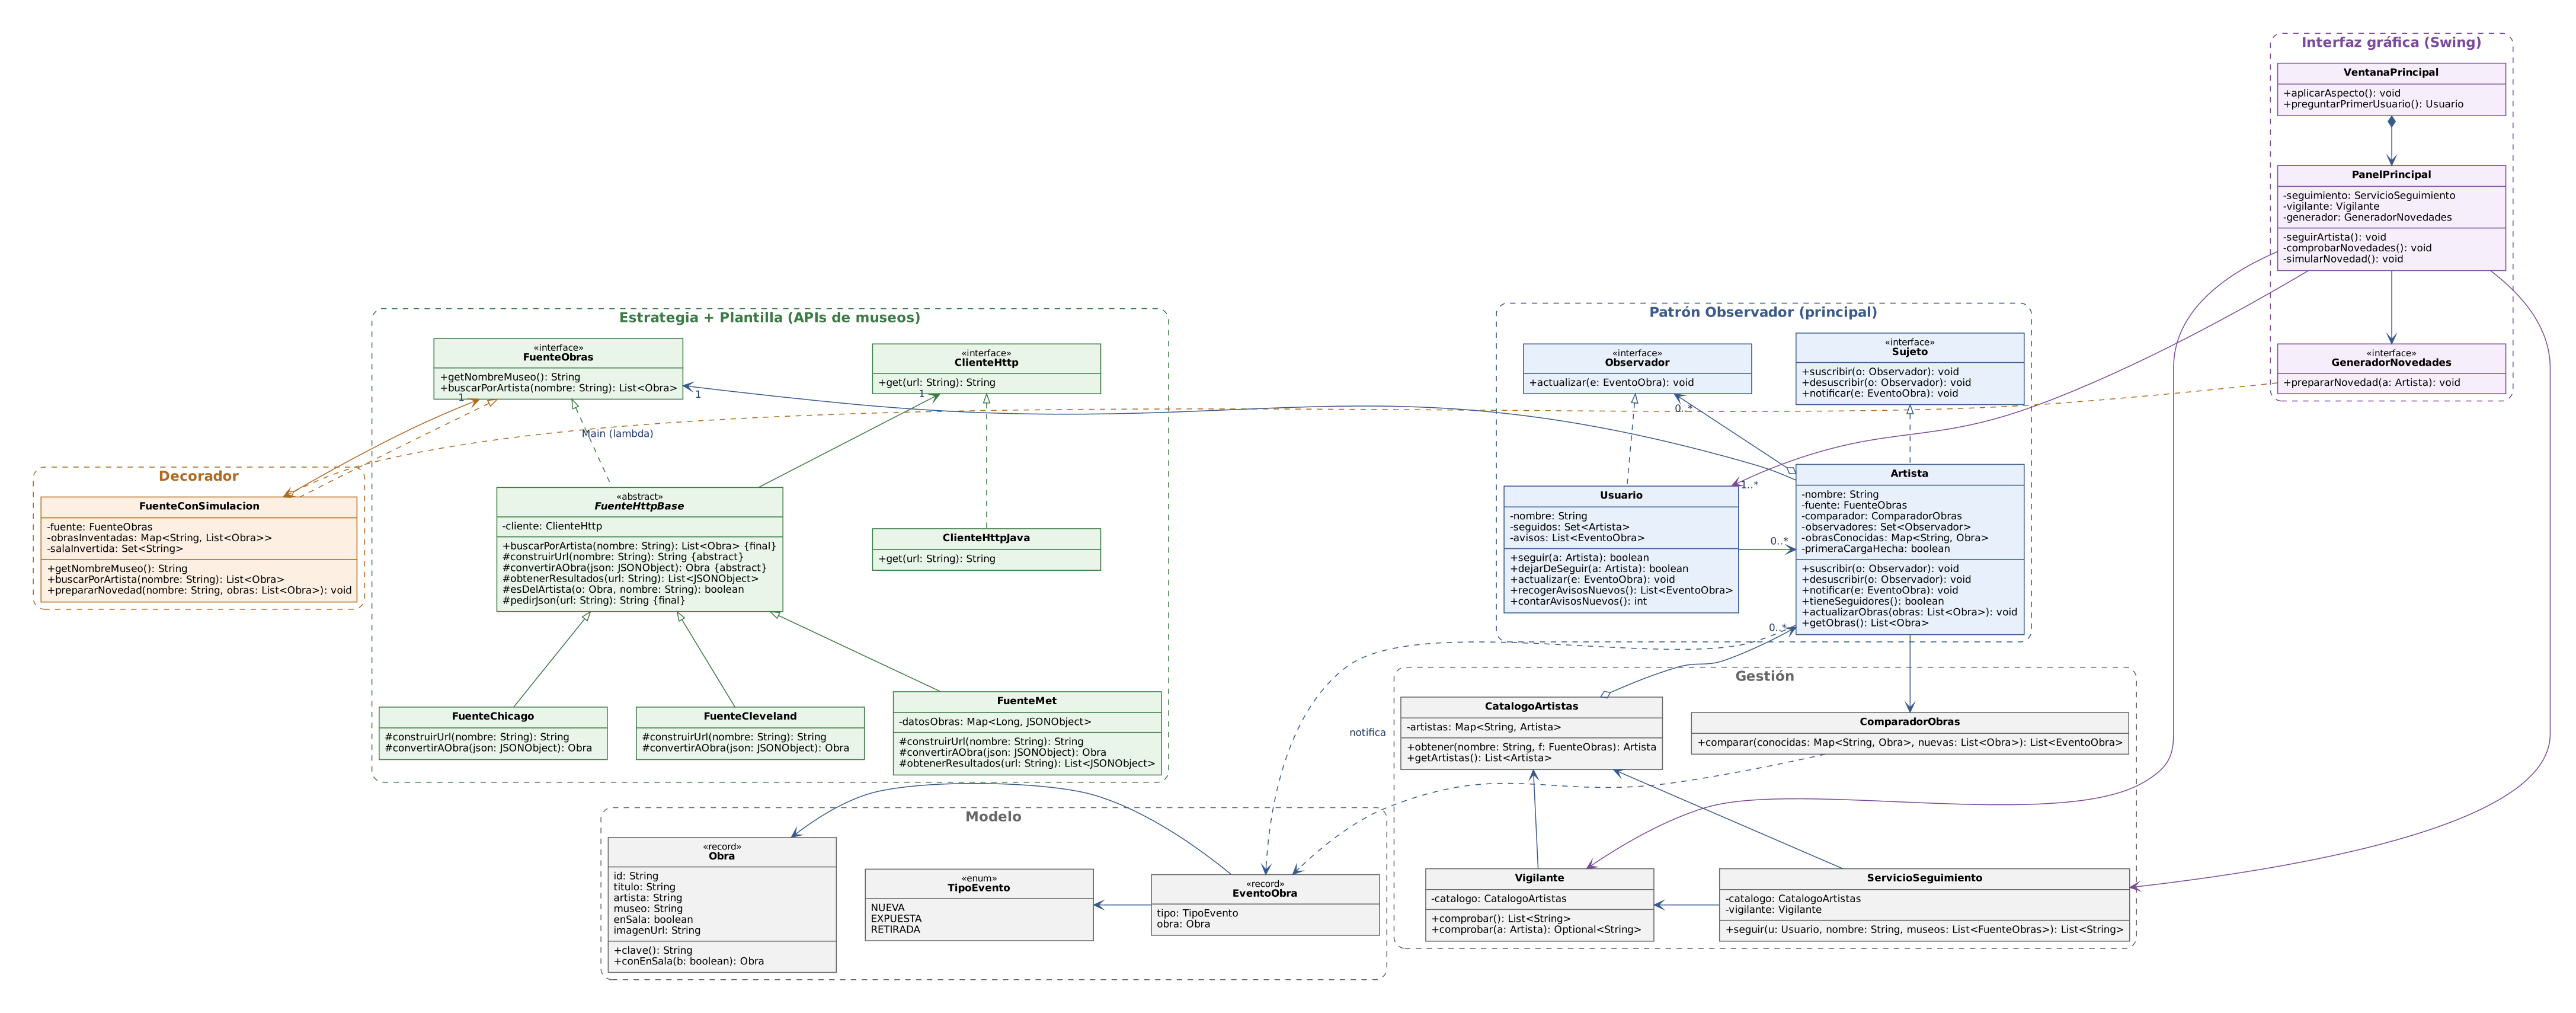 Interfaz gráfica (Swing)
VentanaPrincipal
+aplicarAspecto(): void
+preguntarPrimerUsuario(): Usuario
PanelPrincipal
-seguimiento: ServicioSeguimiento
-vigilante: Vigilante
-generador: GeneradorNovedades
-seguirArtista(): void
-comprobarNovedades(): void
-simularNovedad(): void
«interface»
GeneradorNovedades
+prepararNovedad(a: Artista): void
Estrategia + Plantilla (APIs de museos)
«interface»
FuenteObras
+getNombreMuseo(): String
+buscarPorArtista(nombre: String): List<Obra>
1
1
«interface»
ClienteHttp
+get(url: String): String
1
Main (lambda)
Patrón Observador (principal)
«interface»
Observador
+actualizar(e: EventoObra): void
0..*
«interface»
Sujeto
+suscribir(o: Observador): void
+desuscribir(o: Observador): void
+notificar(e: EventoObra): void
Decorador
FuenteConSimulacion
-fuente: FuenteObras
-obrasInventadas: Map<String, List<Obra>>
-salaInvertida: Set<String>
+getNombreMuseo(): String
+buscarPorArtista(nombre: String): List<Obra>
+prepararNovedad(nombre: String, obras: List<Obra>): void
«abstract»
FuenteHttpBase
-cliente: ClienteHttp
+buscarPorArtista(nombre: String): List<Obra> {final}
#construirUrl(nombre: String): String {abstract}
#convertirAObra(json: JSONObject): Obra {abstract}
#obtenerResultados(url: String): List<JSONObject>
#esDelArtista(o: Obra, nombre: String): boolean
#pedirJson(url: String): String {final}
ClienteHttpJava
+get(url: String): String
Usuario
-nombre: String
-seguidos: Set<Artista>
-avisos: List<EventoObra>
+seguir(a: Artista): boolean
+dejarDeSeguir(a: Artista): boolean
+actualizar(e: EventoObra): void
+recogerAvisosNuevos(): List<EventoObra>
+contarAvisosNuevos(): int
1..*
0..*
0..*
Artista
-nombre: String
-fuente: FuenteObras
-comparador: ComparadorObras
-observadores: Set<Observador>
-obrasConocidas: Map<String, Obra>
-primeraCargaHecha: boolean
+suscribir(o: Observador): void
+desuscribir(o: Observador): void
+notificar(e: EventoObra): void
+tieneSeguidores(): boolean
+actualizarObras(obras: List<Obra>): void
+getObras(): List<Obra>
FuenteChicago
#construirUrl(nombre: String): String
#convertirAObra(json: JSONObject): Obra
FuenteCleveland
#construirUrl(nombre: String): String
#convertirAObra(json: JSONObject): Obra
FuenteMet
-datosObras: Map<Long, JSONObject>
#construirUrl(nombre: String): String
#convertirAObra(json: JSONObject): Obra
#obtenerResultados(url: String): List<JSONObject>
notifica
Gestión
CatalogoArtistas
-artistas: Map<String, Artista>
+obtener(nombre: String, f: FuenteObras): Artista
+getArtistas(): List<Artista>
ComparadorObras
+comparar(conocidas: Map<String, Obra>, nuevas: List<Obra>): List<EventoObra>
Modelo
«record»
Obra
id: String
titulo: String
artista: String
museo: String
enSala: boolean
imagenUrl: String
+clave(): String
+conEnSala(b: boolean): Obra
«enum»
TipoEvento
NUEVA
EXPUESTA
RETIRADA
«record»
EventoObra
tipo: TipoEvento
obra: Obra
Vigilante
-catalogo: CatalogoArtistas
+comprobar(): List<String>
+comprobar(a: Artista): Optional<String>
ServicioSeguimiento
-catalogo: CatalogoArtistas
-vigilante: Vigilante
+seguir(u: Usuario, nombre: String, museos: List<FuenteObras>): List<String>